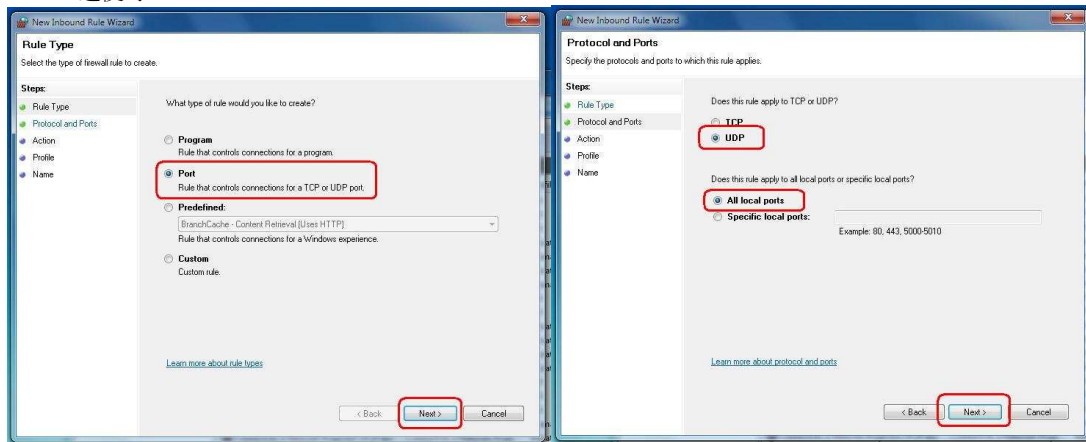 New Inbound Rule Wizard
Rule Type
Select the type of firewall rule to create.
Steps:
Rule Type
Protocol and Ports
Action
Profile
Name
What type of rule would you like to create?
Program
Rule that controls connections for a program.
Port
Rule that controls connections for a TCP or UDP port.
Predefined:
BranchCache - Content Retrieval (Uses HTTP)
Rule that controls connections for a Windows experience.
Custom
Custom rule.
Learn more about rule types
< Back
Next >
Cancel
New Inbound Rule Wizard
Protocol and Ports
Specify the protocols and ports to which this rule applies.
Steps:
Rule Type
Protocol and Ports
Action
Profile
Name
Does this rule apply to TCP or UDP?
TCP
UDP
Does this rule apply to all local ports or specific local ports?
All local ports
Specific local ports:
Example: 80, 443, 5000-5010
Learn more about protocol and ports
< Back
Next >
Cancel